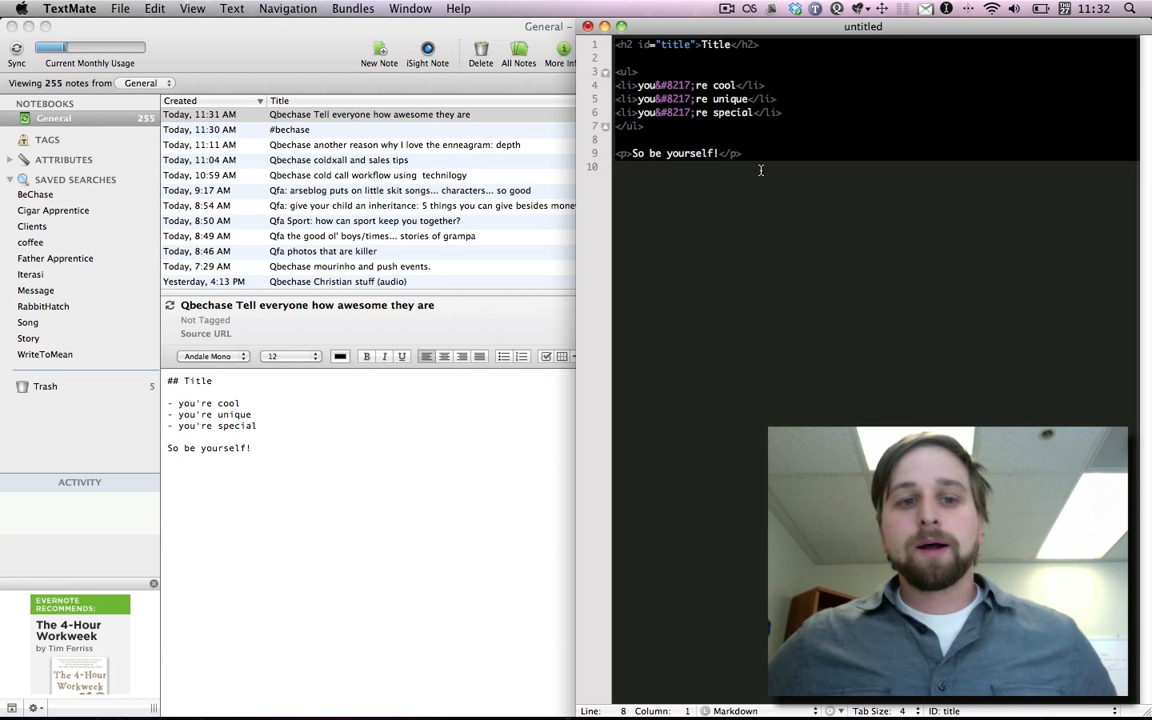 TextMate File Edit View Text Navigation Bundles Window Help
OS THU 27 11:32
General –
Sync
Current Monthly Usage
New Note iSight Note Delete All Notes More Inf
Viewing 255 notes from General
NOTEBOOKS
General 255
TAGS
ATTRIBUTES
SAVED SEARCHES
BeChase
Cigar Apprentice
Clients
coffee
Father Apprentice
Iterasi
Message
RabbitHatch
Song
Story
WriteToMean
Trash 5
ACTIVITY
EVERNOTE
RECOMMENDS:
The 4-Hour
Workweek
by Tim Ferriss
The 4-Hour
Workweek
Created Title
Today, 11:31 AM Qbechase Tell everyone how awesome they are
Today, 11:30 AM #bechase
Today, 11:11 AM Qbechase another reason why I love the enneagram: depth
Today, 11:04 AM Qbechase coldxall and sales tips
Today, 10:59 AM Qbechase cold call workflow using technilogy
Today, 9:17 AM Qfa: arseblog puts on little skit songs... characters... so good
Today, 8:54 AM Qfa: give your child an inheritance: 5 things you can give besides mone
Today, 8:50 AM Qfa Sport: how can sport keep you together?
Today, 8:49 AM Qfa the good ol' boys/times... stories of grampa
Today, 8:46 AM Qfa photos that are killer
Today, 7:29 AM Qbechase mourinho and push events.
Yesterday, 4:13 PM Qbechase Christian stuff (audio)
Qbechase Tell everyone how awesome they are
Not Tagged
Source URL
Andale Mono 12 B I U
## Title
- you're cool
- you're unique
- you're special
So be yourself!
untitled
1 <h2 id="title">Title</h2>
2
3 <ul>
4 <li>you&#8217;re cool</li>
5 <li>you&#8217;re unique</li>
6 <li>you&#8217;re special</li>
7 </ul>
8
9 <p>So be yourself!</p>
10
Line: 8 Column: 1 Markdown Tab Size: 4 ID: title